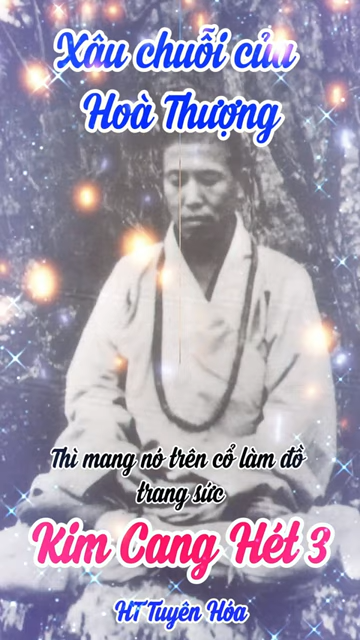 Xâu chuỗi của
Hoà Thượng
Thì mang nó trên cổ làm đồ
trang sức
Kim Cang Hét 3
HT Tuyên Hóa